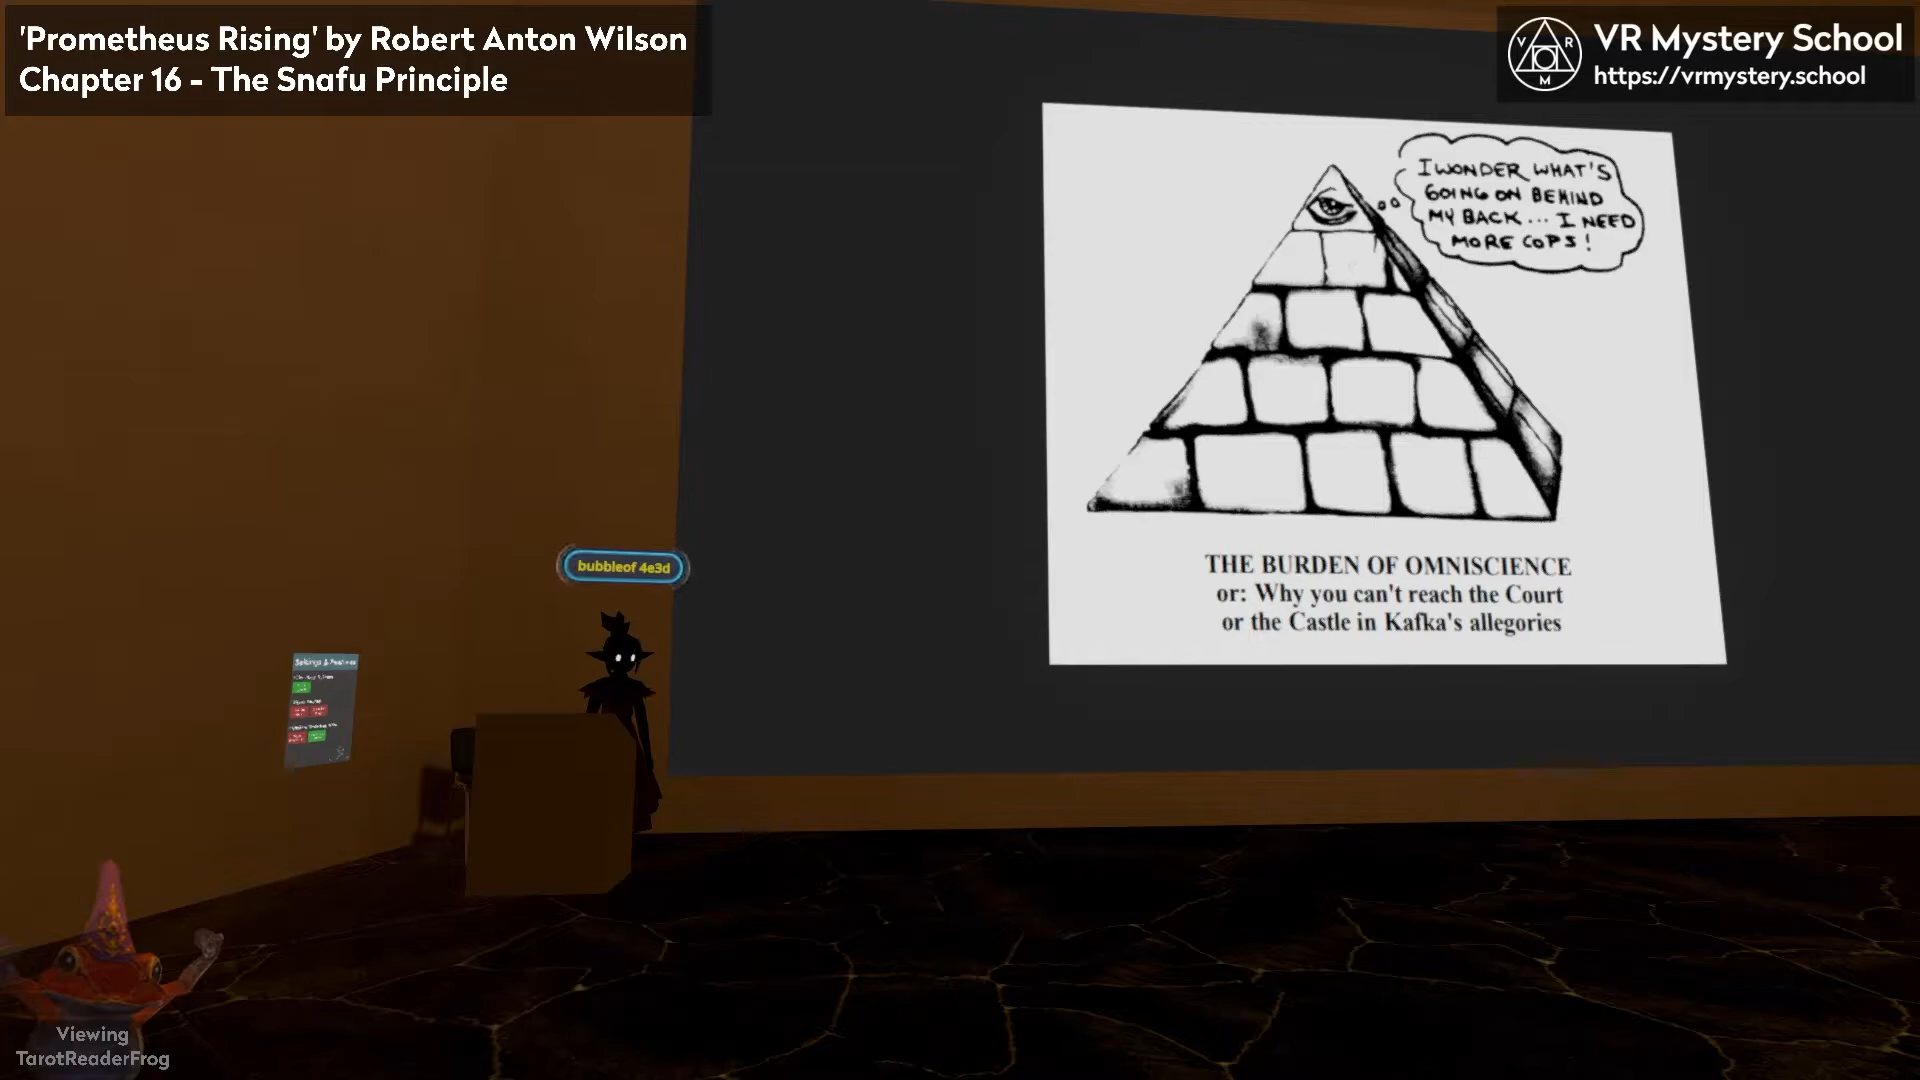 'Prometheus Rising' by Robert Anton Wilson
Chapter 16 - The Snafu Principle
VR Mystery School
https://vrmystery.school
V R
M
I WONDER WHAT'S
GOING ON BEHIND
MY BACK... I NEED
MORE COPS!
THE BURDEN OF OMNISCIENCE
or: Why you can't reach the Court
or the Castle in Kafka's allegories
bubbleof 4e3d
Viewing
TarotReaderFrog